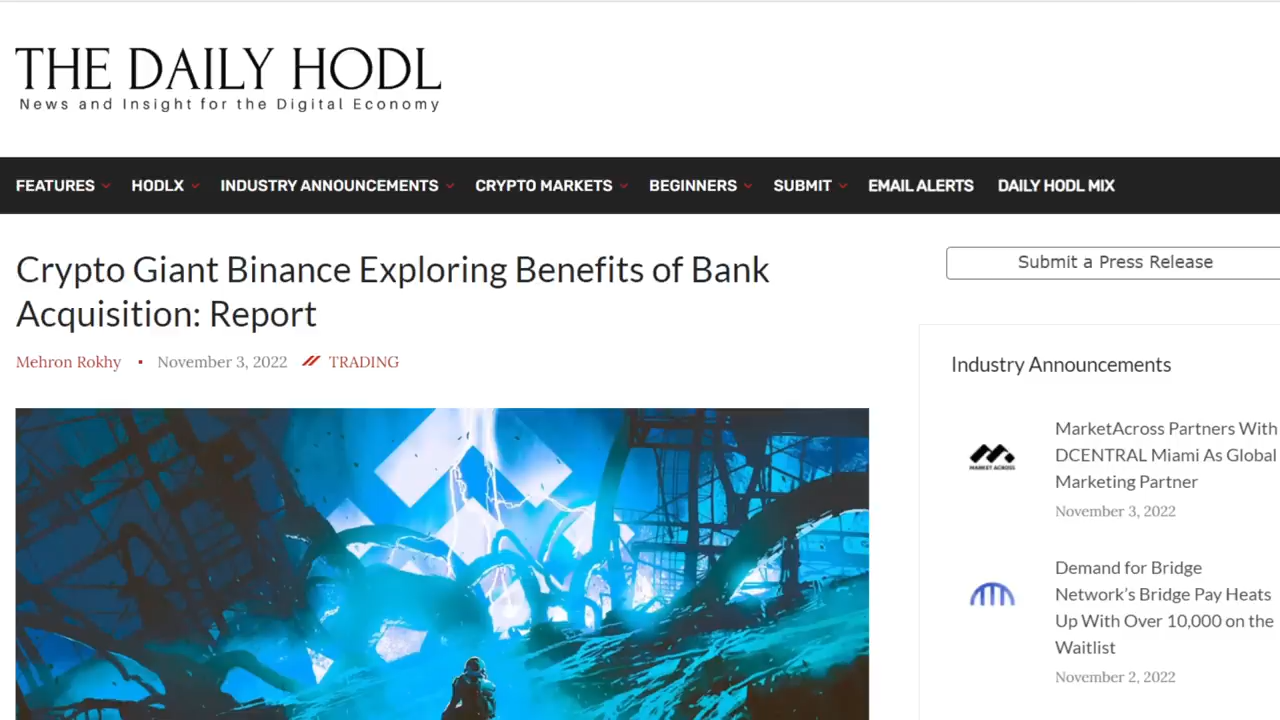 THE DAILY HODL
News and Insight for the Digital Economy
FEATURES HODLX INDUSTRY ANNOUNCEMENTS CRYPTO MARKETS BEGINNERS SUBMIT EMAIL ALERTS DAILY HODL MIX
Crypto Giant Binance Exploring Benefits of Bank
Acquisition: Report
Mehron Rokhy • November 3, 2022 TRADING
Submit a Press Release
Industry Announcements
MARKET ACROSS
MarketAcross Partners With
DCENTRAL Miami As Global
Marketing Partner
November 3, 2022
Demand for Bridge
Network’s Bridge Pay Heats
Up With Over 10,000 on the
Waitlist
November 2, 2022